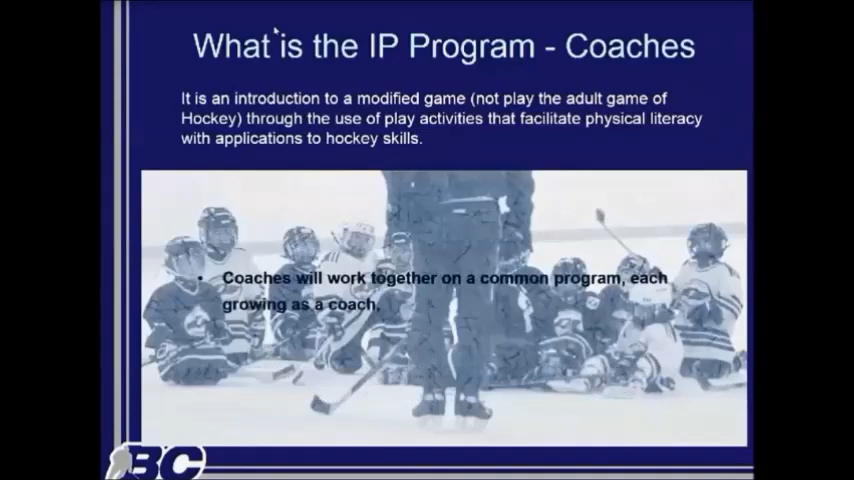 What is the IP Program - Coaches
It is an introduction to a modified game (not play the adult game of
Hockey) through the use of play activities that facilitate physical literacy
with applications to hockey skills.
• Coaches will work together on a common program, each
growing as a coach,
BC